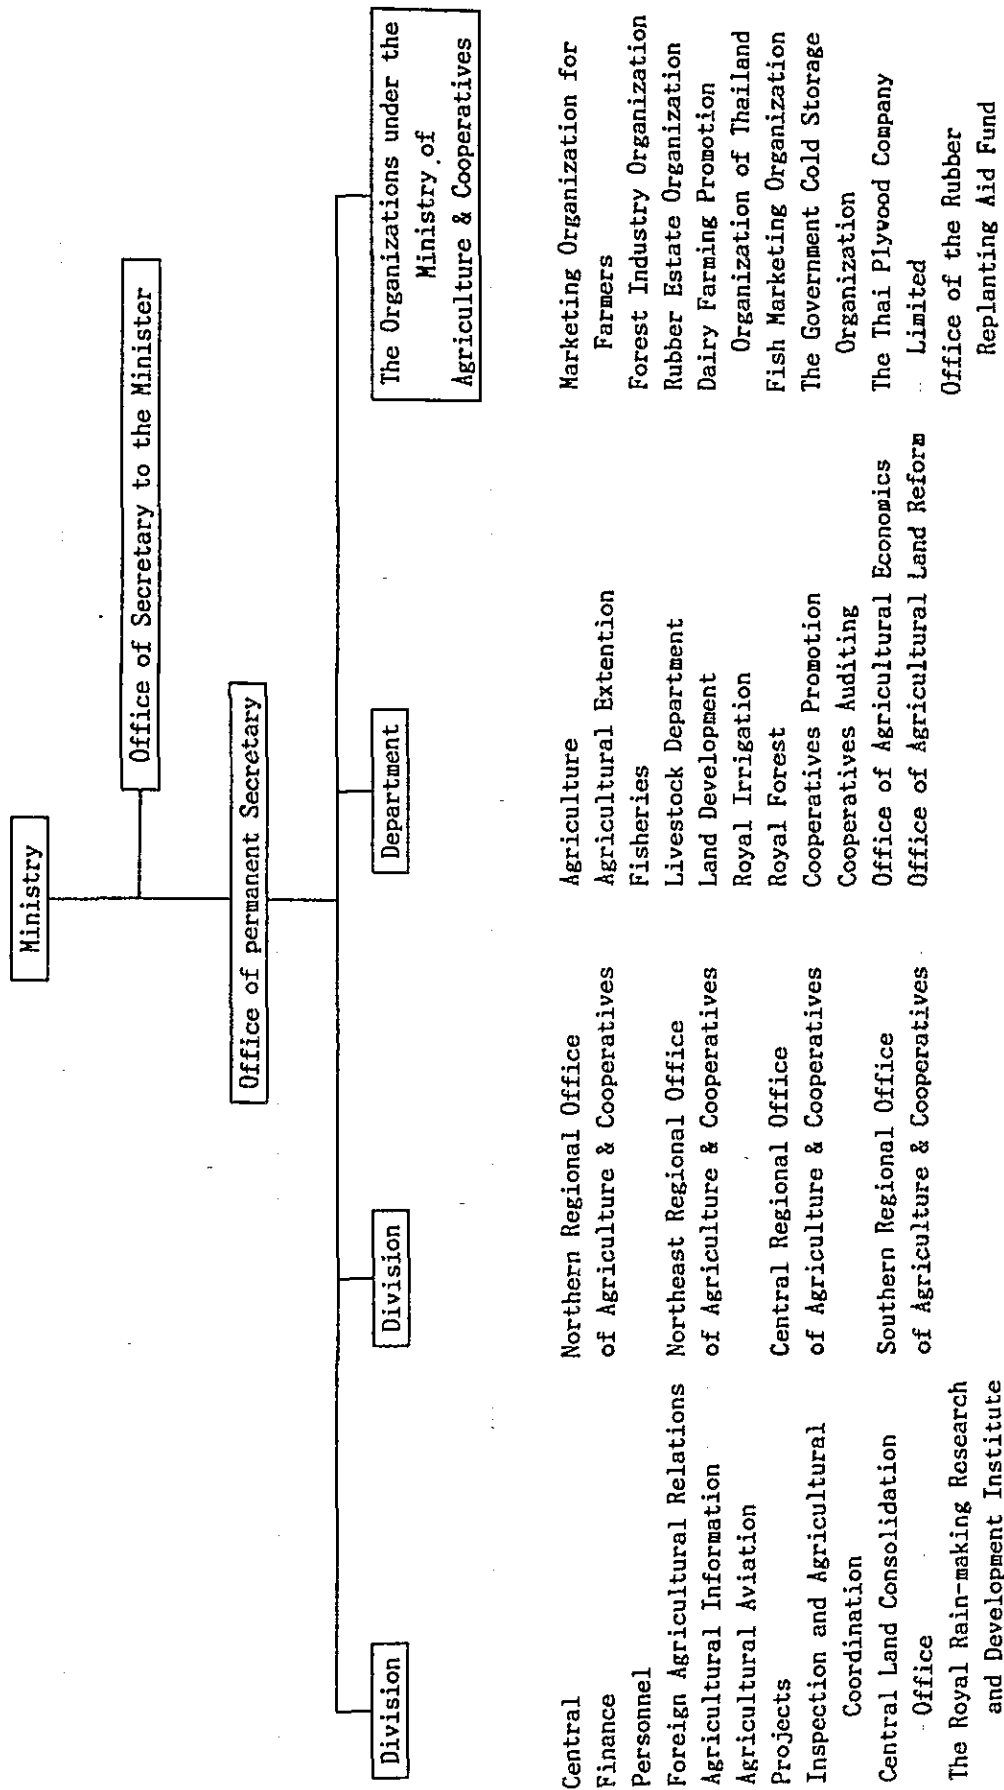 Ministry
Office of Secretary to the Minister
Office of permanent Secretary
Division
Division
Department
The Organizations under the
Ministry of
Agriculture & Cooperatives
Central
Finance
Personnel
Foreign Agricultural Relations
Agricultural Information
Agricultural Aviation
Projects
Inspection and Agricultural
Coordination
Central Land Consolidation
Office
The Royal Rain-making Research
and Development Institute
Northern Regional Office
of Agriculture & Cooperatives
Northeast Regional Office
of Agriculture & Cooperatives
Central Regional Office
of Agriculture & Cooperatives
Southern Regional Office
of Agriculture & Cooperatives
Agriculture
Agricultural Extention
Fisheries
Livestock Department
Land Development
Royal Irrigation
Royal Forest
Cooperatives Promotion
Cooperatives Auditing
Office of Agricultural Economics
Office of Agricultural Land Reform
Marketing Organization for
Farmers
Forest Industry Organization
Rubber Estate Organization
Dairy Farming Promotion
Organization of Thailand
Fish Marketing Organization
The Government Cold Storage
Organization
The Thai Plywood Company
Limited
Office of the Rubber
Replanting Aid Fund